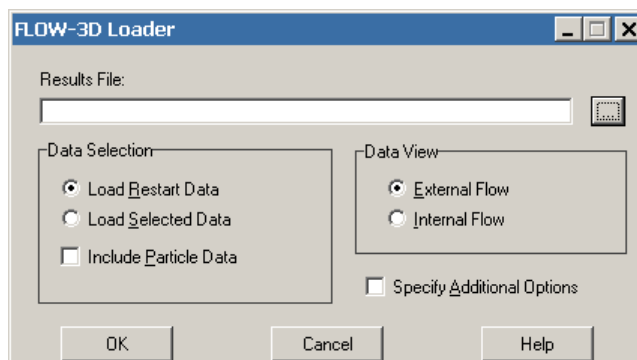 FLOW-3D Loader
Results File:
...
Data Selection
Load Restart Data
Load Selected Data
Include Particle Data
Data View
External Flow
Internal Flow
Specify Additional Options
OK
Cancel
Help